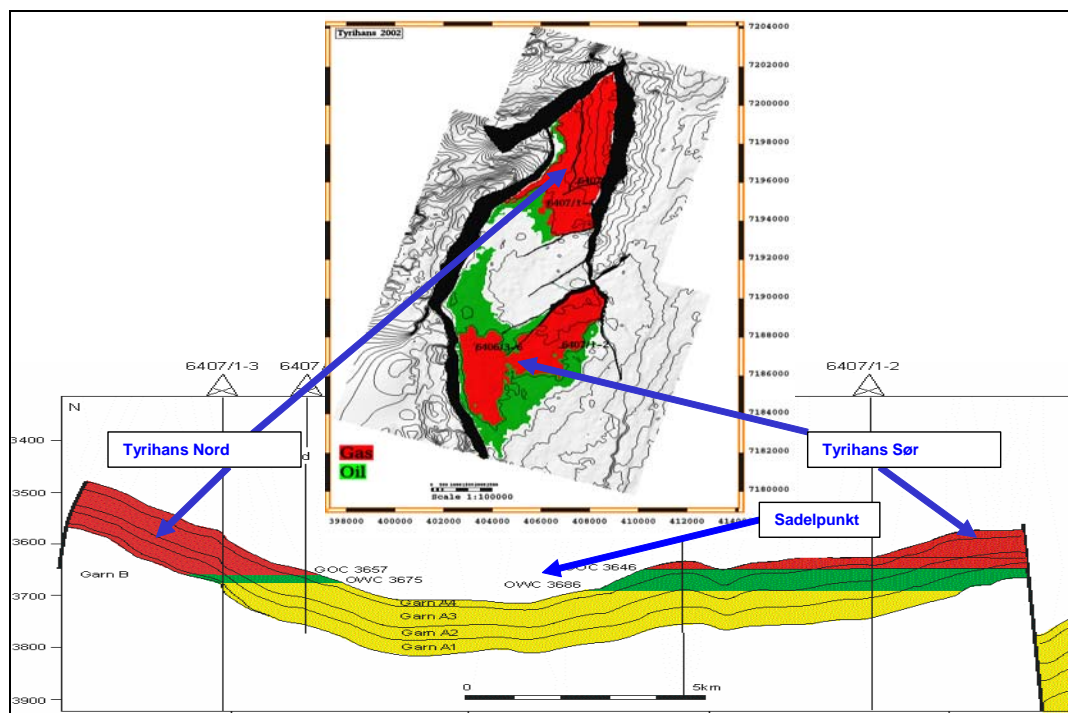 Tyrihans 2002
7204000
7202000
7200000
7198000
7196000
7194000
7192000
7190000
7188000
7186000
7184000
7182000
7180000
6407/1-2
Gas
Oil
Scale 1:100000
398000 400000 402000 404000 406000 408000 410000 412000 414000
6407/1-3
6407/1-2
N
3400
3500
3600
3700
3800
3900
Tyrihans Nord
Tyrihans Sør
Sadelpunkt
Garn B
GOC 3657
OWC 3675
GOC 3646
OWC 3686
Garn A4
Garn A3
Garn A2
Garn A1
0 5km